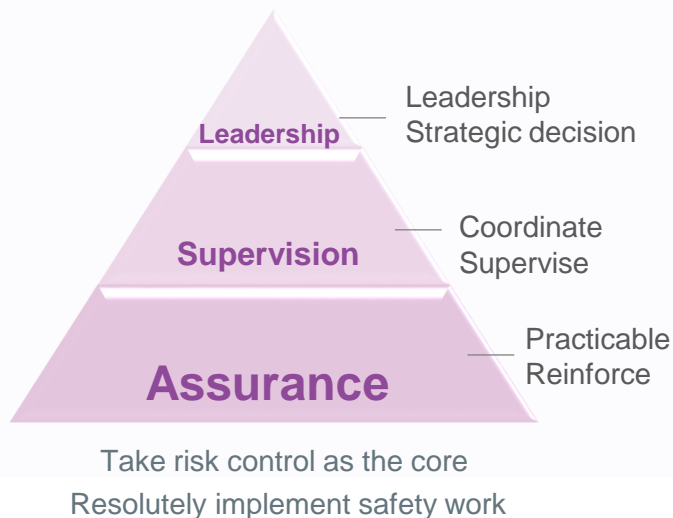 Leadership
Leadership
Strategic decision
Supervision
Coordinate
Supervise
Assurance
Practicable
Reinforce
Take risk control as the core
Resolutely implement safety work